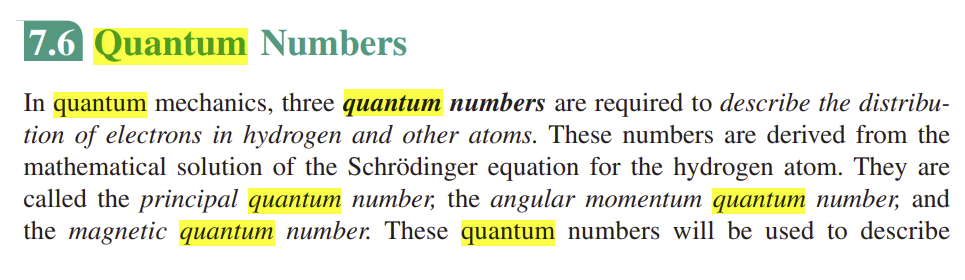 7.6 Quantum Numbers
In quantum mechanics, three quantum numbers are required to describe the distribu-
tion of electrons in hydrogen and other atoms. These numbers are derived from the
mathematical solution of the Schrödinger equation for the hydrogen atom. They are
called the principal quantum number, the angular momentum quantum number, and
the magnetic quantum number. These quantum numbers will be used to describe